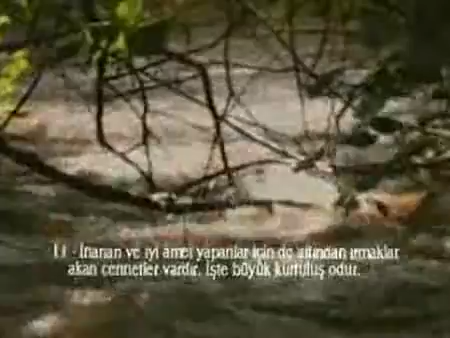 11 - İnanan ve iyi amel yapanlar için de altından ırmaklar
akan cennetler vardır. İşte büyük kurtuluş odur.